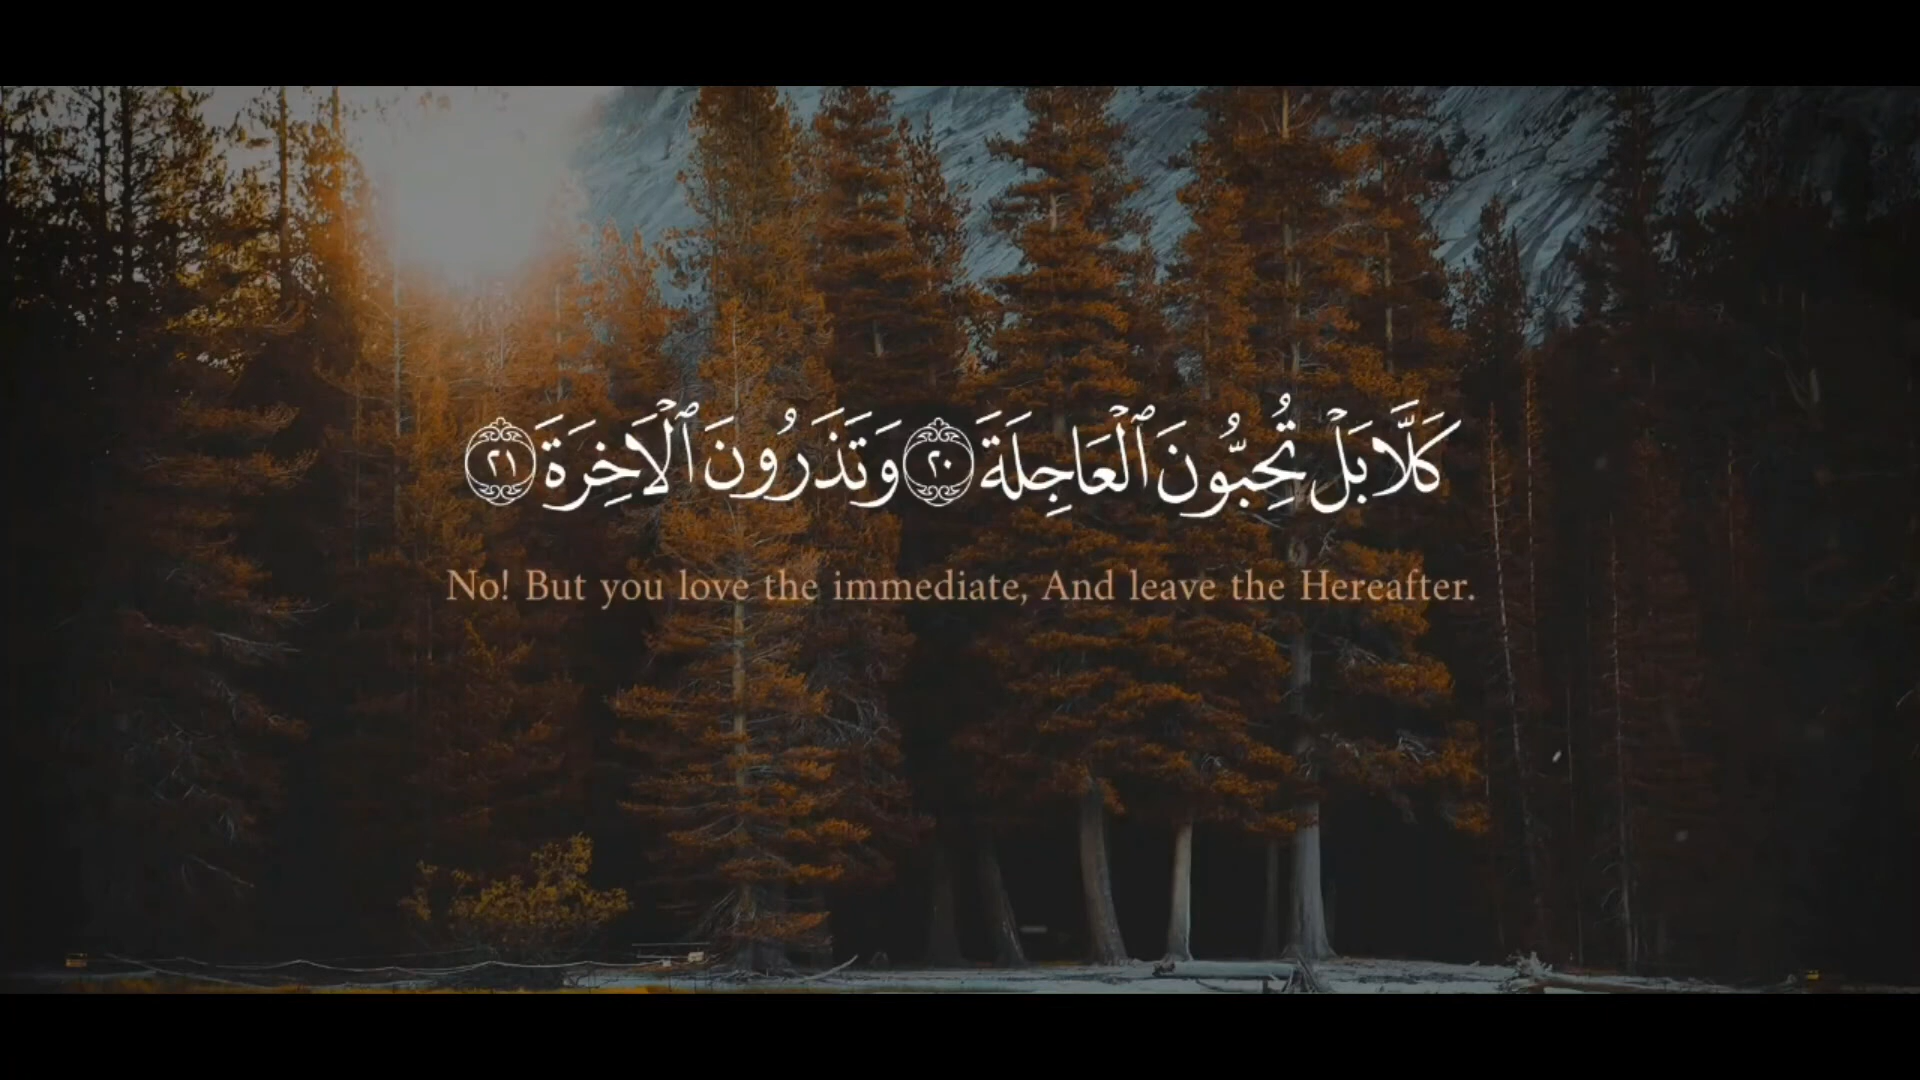 كَلَّا بَلْ تُحِبُّونَ ٱلْعَاجِلَةَ ٢٠ وَتَذَرُونَ ٱلْآخِرَةَ ٢١
No! But you love the immediate, And leave the Hereafter.